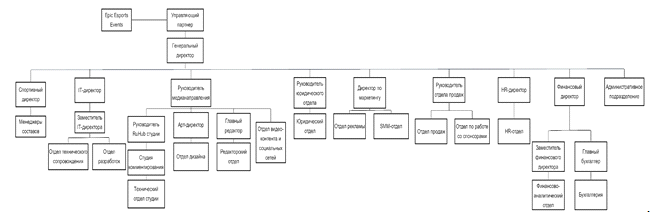 Epic Esports
Events
Управляющий
партнер
Генеральный
директор
Спортивный
директор
IT-директор
Руководитель
медианаправления
Руководитель
юридического
отдела
Директор по
маркетингу
Руководитель
отдела продаж
HR-директор
Финансовый
директор
Административное
подразделение
Менеджеры
составов
Заместитель
IT-директора
Руководитель
RuHub студии
Арт-директор
Главный
редактор
Отдел видео-
контента и
социальных
сетей
Юридический
отдел
Отдел рекламы
SMM-отдел
Отдел продаж
Отдел по работе
со спонсорами
HR-отдел
Заместитель
финансового
директора
Главный
бухгалтер
Отдел технического
сопровождения
Отдел
разработок
Студия
комментирования
Отдел дизайна
Редакторский
отдел
Технический
отдел студии
Финансово-
аналитический
отдел
Бухгалтерия